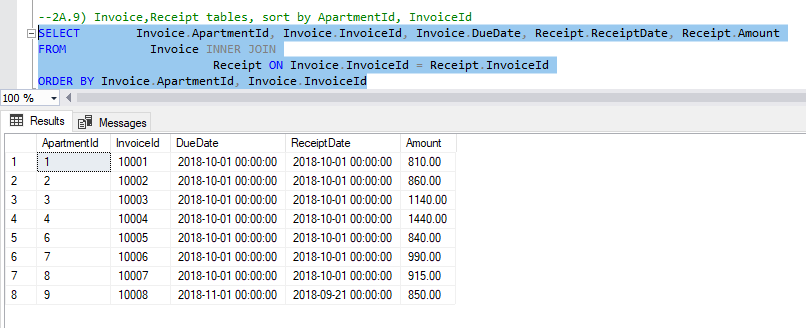 --2A.9) Invoice,Receipt tables, sort by ApartmentId, InvoiceId
SELECT Invoice.ApartmentId, Invoice.InvoiceId, Invoice.DueDate, Receipt.ReceiptDate, Receipt.Amount
FROM Invoice INNER JOIN
Receipt ON Invoice.InvoiceId = Receipt.InvoiceId
ORDER BY Invoice.ApartmentId, Invoice.InvoiceId
100 %
Results Messages
ApartmentId InvoiceId DueDate ReceiptDate Amount
1 1 10001 2018-10-01 00:00:00 2018-10-01 00:00:00 810.00
2 2 10002 2018-10-01 00:00:00 2018-10-01 00:00:00 860.00
3 3 10003 2018-10-01 00:00:00 2018-10-01 00:00:00 1140.00
4 4 10004 2018-10-01 00:00:00 2018-10-01 00:00:00 1440.00
5 6 10005 2018-10-01 00:00:00 2018-10-01 00:00:00 840.00
6 7 10006 2018-10-01 00:00:00 2018-10-01 00:00:00 990.00
7 8 10007 2018-10-01 00:00:00 2018-10-01 00:00:00 915.00
8 9 10008 2018-11-01 00:00:00 2018-09-21 00:00:00 850.00